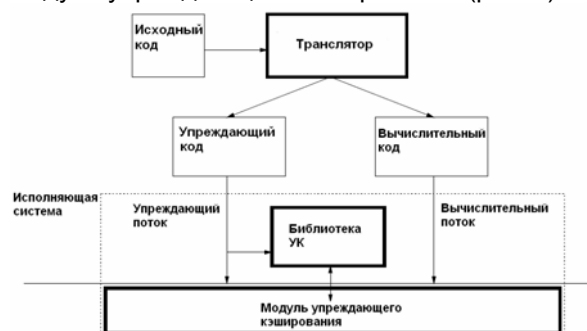 Исходный
код
Транслятор
Упреждающий
код
Вычислительный
код
Исполняющая
система
Упреждающий
поток
Библиотека
УК
Вычислительный
поток
Модуль упреждающего
кэширования